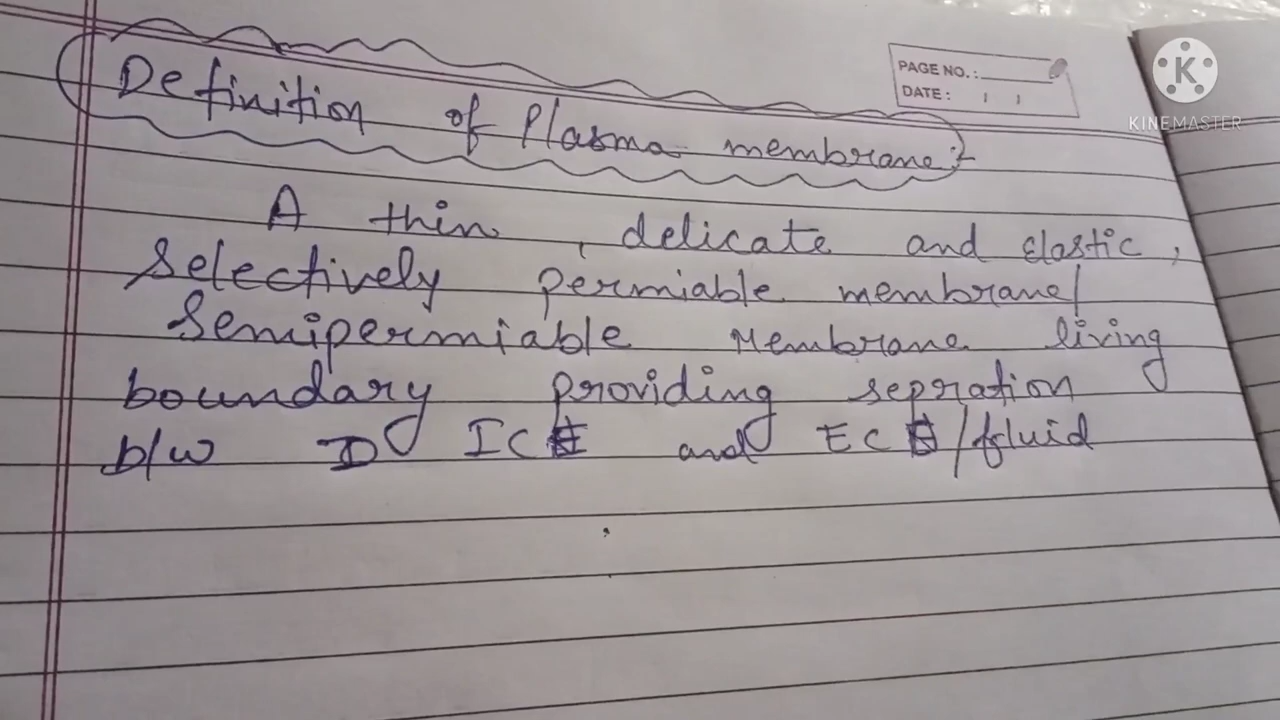 Definition of Plasma membrane:-
PAGE NO.:
DATE: / /
KINEMASTER
A thin, delicate and elastic,
selectively permiable membrane/
Semipermiable Membrane living
boundary providing sepration
b/w IC and EC /fluid